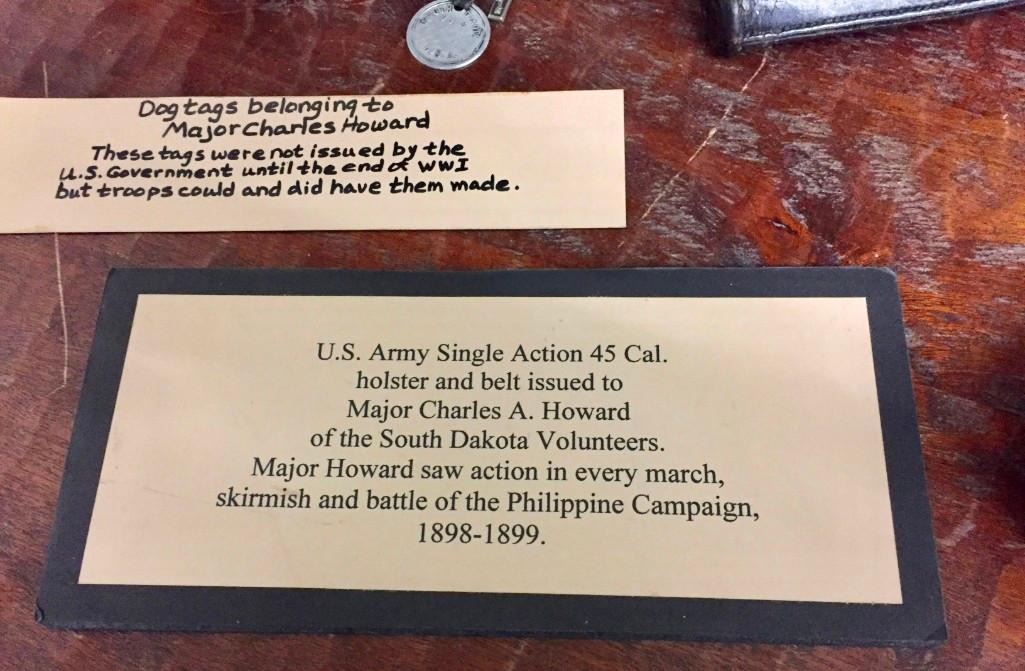 Dog tags belonging to
Major Charles Howard
These tags were not issued by the
U.S. Government until the end of WWI
but troops could and did have them made.
U.S. Army Single Action 45 Cal.
holster and belt issued to
Major Charles A. Howard
of the South Dakota Volunteers.
Major Howard saw action in every march,
skirmish and battle of the Philippine Campaign,
1898-1899.